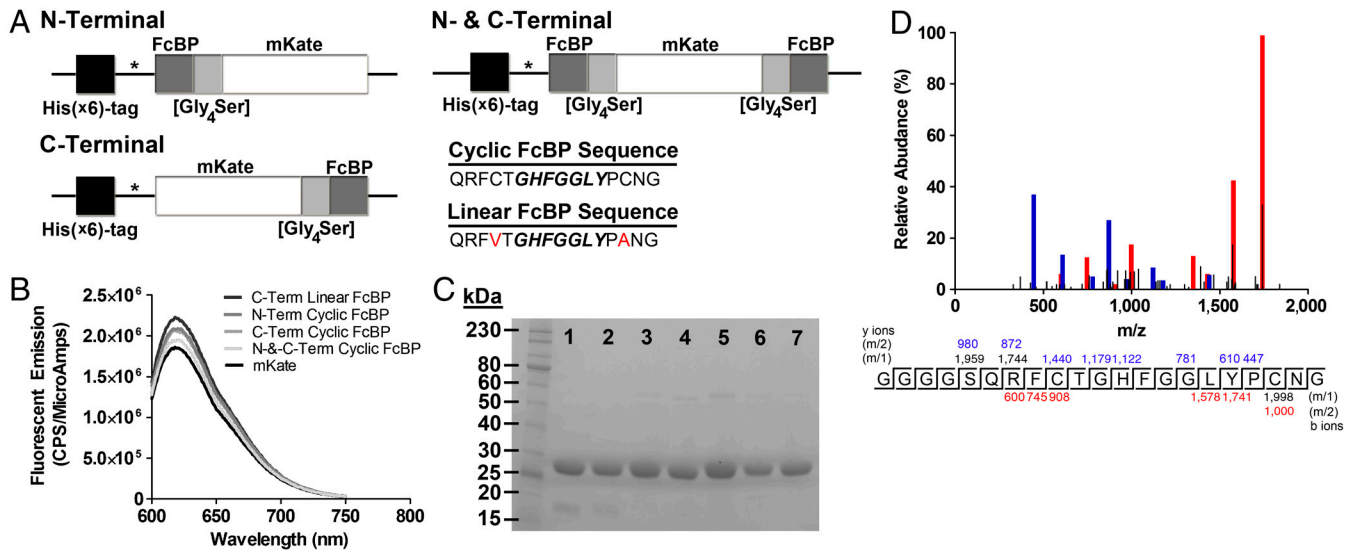 A
N-Terminal
FcBP
mKate
*
His(×6)-tag
[Gly4Ser]
C-Terminal
mKate
FcBP
*
His(×6)-tag
[Gly4Ser]
N- & C-Terminal
FcBP
mKate
FcBP
*
His(×6)-tag
[Gly4Ser]
[Gly4Ser]
Cyclic FcBP Sequence
QRFCTGHFGGLYPCNG
Linear FcBP Sequence
QRFVTGHFGGLYPANG
B
Fluorescent Emission
(CPS/MicroAmps)
2.5×10^6
2.0×10^6
1.5×10^6
1.0×10^6
5.0×10^5
0
600 650 700 750 800
Wavelength (nm)
C-Term Linear FcBP
N-Term Cyclic FcBP
C-Term Cyclic FcBP
N-&-C-Term Cyclic FcBP
mKate
C
kDa
230
80
60
50
30
25
20
15
1 2 3 4 5 6 7
D
Relative Abudance (%)
100
80
60
40
20
0
0 500 1,000 1,500 2,000
m/z
y ions
(m/2) 980 872
(m/1) 1,959 1,744 1,440 1,179 1,122 781 610 447
G G G G S Q R F C T G H F G G L Y P C N G
600 745 908 1,578 1,741 1,998 (m/1)
1,000 (m/2)
b ions